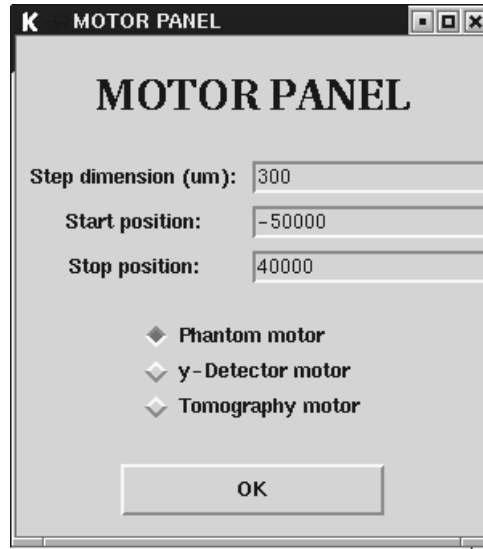 K MOTOR PANEL
MOTOR PANEL
Step dimension (um): 300
Start position: -50000
Stop position: 40000
Phantom motor
y-Detector motor
Tomography motor
OK